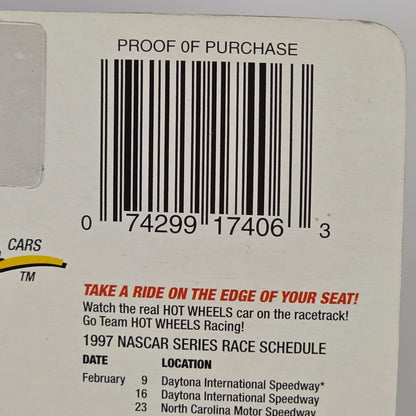 PROOF OF PURCHASE
0 74299 17406 3
CARS
TM
TAKE A RIDE ON THE EDGE OF YOUR SEAT!
Watch the real HOT WHEELS car on the racetrack!
Go Team HOT WHEELS Racing!
1997 NASCAR SERIES RACE SCHEDULE
DATE LOCATION
February 9 Daytona International Speedway*
16 Daytona International Speedway
23 North Carolina Motor Speedway